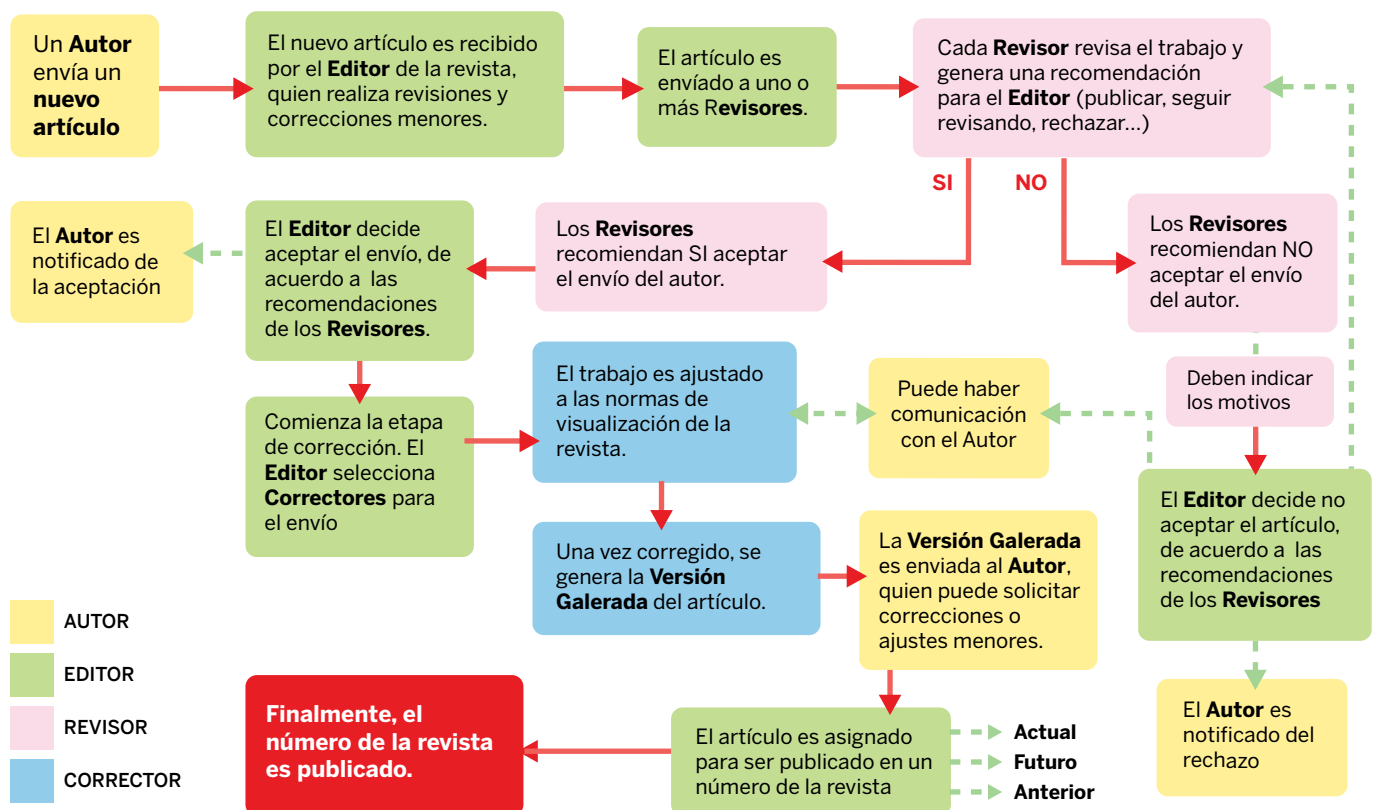 Un Autor
envía un
nuevo
artículo
El nuevo artículo es recibido
por el Editor de la revista,
quien realiza revisiones y
correcciones menores.
El artículo es
envíado a uno o
más Revisores.
Cada Revisor revisa el trabajo y
genera una recomendación
para el Editor (publicar, seguir
revisando, rechazar...)
SI
NO
El Autor es
notificado de
la aceptación
El Editor decide
aceptar el envío, de
acuerdo a las
recomendaciones
de los Revisores.
Los Revisores
recomiendan SI aceptar
el envío del autor.
Los Revisores
recomiendan NO
aceptar el envío
del autor.
Deben indicar
los motivos
Comienza la etapa
de corrección. El
Editor selecciona
Correctores para
el envío
El trabajo es ajustado
a las normas de
visualización de la
revista.
Puede haber
comunicación
con el Autor
El Editor decide no
aceptar el artículo,
de acuerdo a las
recomendaciones
de los Revisores
Una vez corregido, se
genera la Versión
Galerada del artículo.
La Versión Galerada
es enviada al Autor,
quien puede solicitar
correcciones o
ajustes menores.
AUTOR
EDITOR
REVISOR
CORRECTOR
Finalmente, el
número de la revista
es publicado.
El artículo es asignado
para ser publicado en un
número de la revista
Actual
Futuro
Anterior
El Autor es
notificado del
rechazo